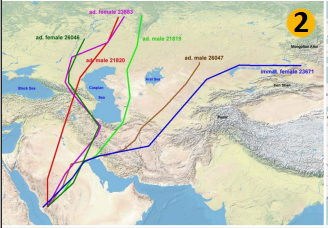 ad. female 22883
2
ad. female 26046
ad. male 21819
Mongolian Altai
ad. male 21820
ad. male 26047
immat. female 23671
Black Sea
Caspian
Sea
Aral Sea
Tien Shan
Pamir